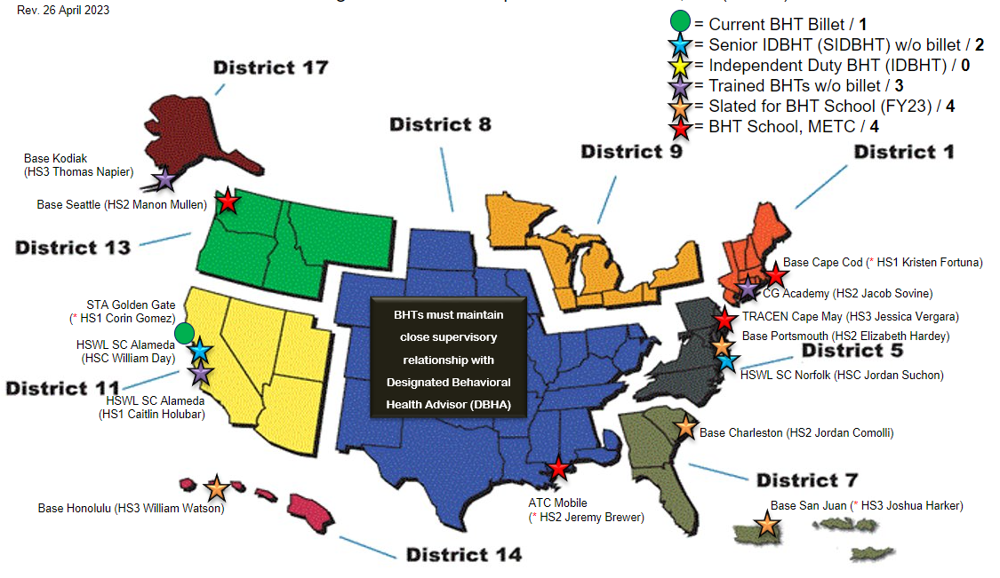 Rev. 26 April 2023
= Current BHT Billet / 1
= Senior IDBHT (SIDBHT) w/o billet / 2
= Independent Duty BHT (IDBHT) / 0
= Trained BHTs w/o billet / 3
= Slated for BHT School (FY23) / 4
= BHT School, METC / 4
District 17
District 8
District 9
District 1
Base Kodiak
(HS3 Thomas Napier)
Base Seattle (HS2 Manon Mullen)
District 13
Base Cape Cod (* HS1 Kristen Fortuna)
CG Academy (HS2 Jacob Sovine)
STA Golden Gate
(* HS1 Corin Gomez)
HSWL SC Alameda
(HSC William Day)
District 11
HSWL SC Alameda
(HS1 Caitlin Holubar)
BHTs must maintain
close supervisory
relationship with
Designated Behavioral
Health Advisor (DBHA)
TRACEN Cape May (HS3 Jessica Vergara)
Base Portsmouth (HS2 Elizabeth Hardey)
District 5
HSWL SC Norfolk (HSC Jordan Suchon)
Base Charleston (HS2 Jordan Comolli)
District 7
ATC Mobile
(* HS2 Jeremy Brewer)
Base San Juan (* HS3 Joshua Harker)
Base Honolulu (HS3 William Watson)
District 14